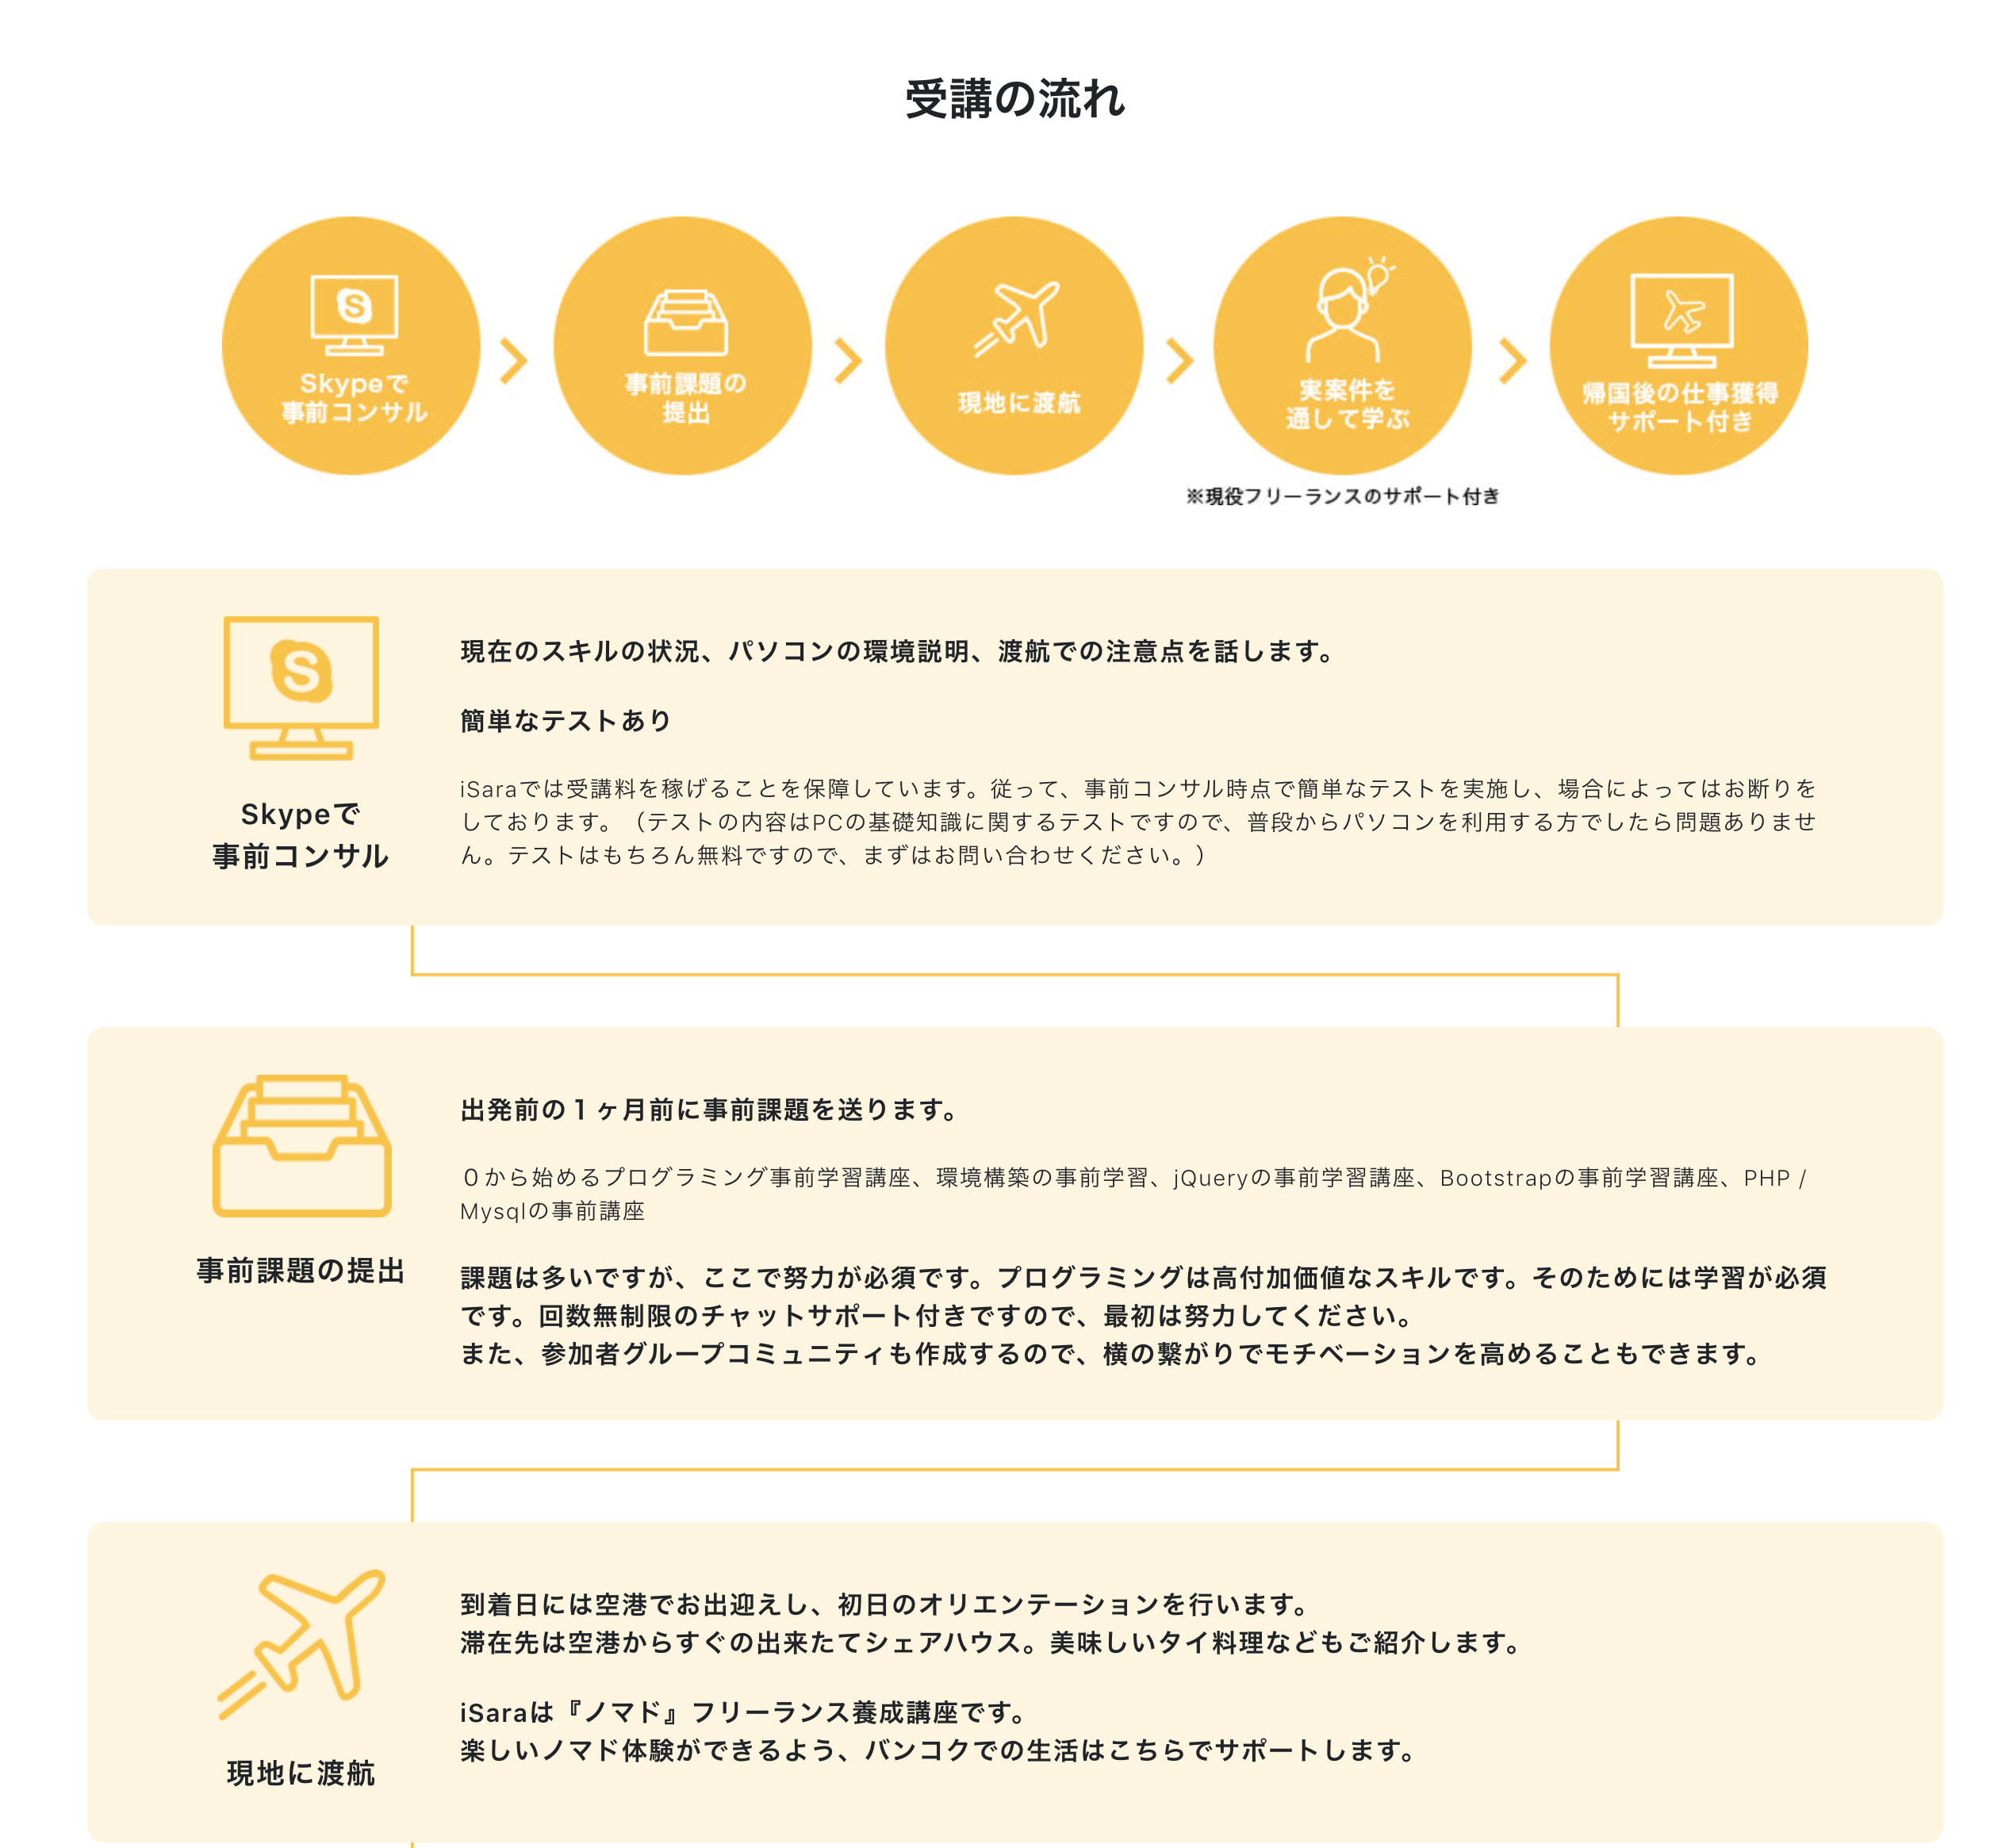 受講の流れ
Skypeで
事前コンサル
事前課題の
提出
現地に渡航
実案件を
通して学ぶ
帰国後の仕事獲得
サポート付き
※現役フリーランスのサポート付き
Skypeで
事前コンサル
現在のスキルの状況、パソコンの環境説明、渡航での注意点を話します。
簡単なテストあり
iSaraでは受講料を稼げることを保障しています。従って、事前コンサル時点で簡単なテストを実施し、場合によってはお断りを
しております。（テストの内容はPCの基礎知識に関するテストですので、普段からパソコンを利用する方でしたら問題ありませ
ん。テストはもちろん無料ですので、まずはお問い合わせください。）
事前課題の提出
出発前の１ヶ月前に事前課題を送ります。
０から始めるプログラミング事前学習講座、環境構築の事前学習、jQueryの事前学習講座、Bootstrapの事前学習講座、PHP /
Mysqlの事前講座
課題は多いですが、ここで努力が必須です。プログラミングは高付加価値なスキルです。そのためには学習が必須
です。回数無制限のチャットサポート付きですので、最初は努力してください。
また、参加者グループコミュニティも作成するので、横の繋がりでモチベーションを高めることもできます。
現地に渡航
到着日には空港でお出迎えし、初日のオリエンテーションを行います。
滞在先は空港からすぐの出来たてシェアハウス。美味しいタイ料理などもご紹介します。
iSaraは『ノマド』フリーランス養成講座です。
楽しいノマド体験ができるよう、バンコクでの生活はこちらでサポートします。